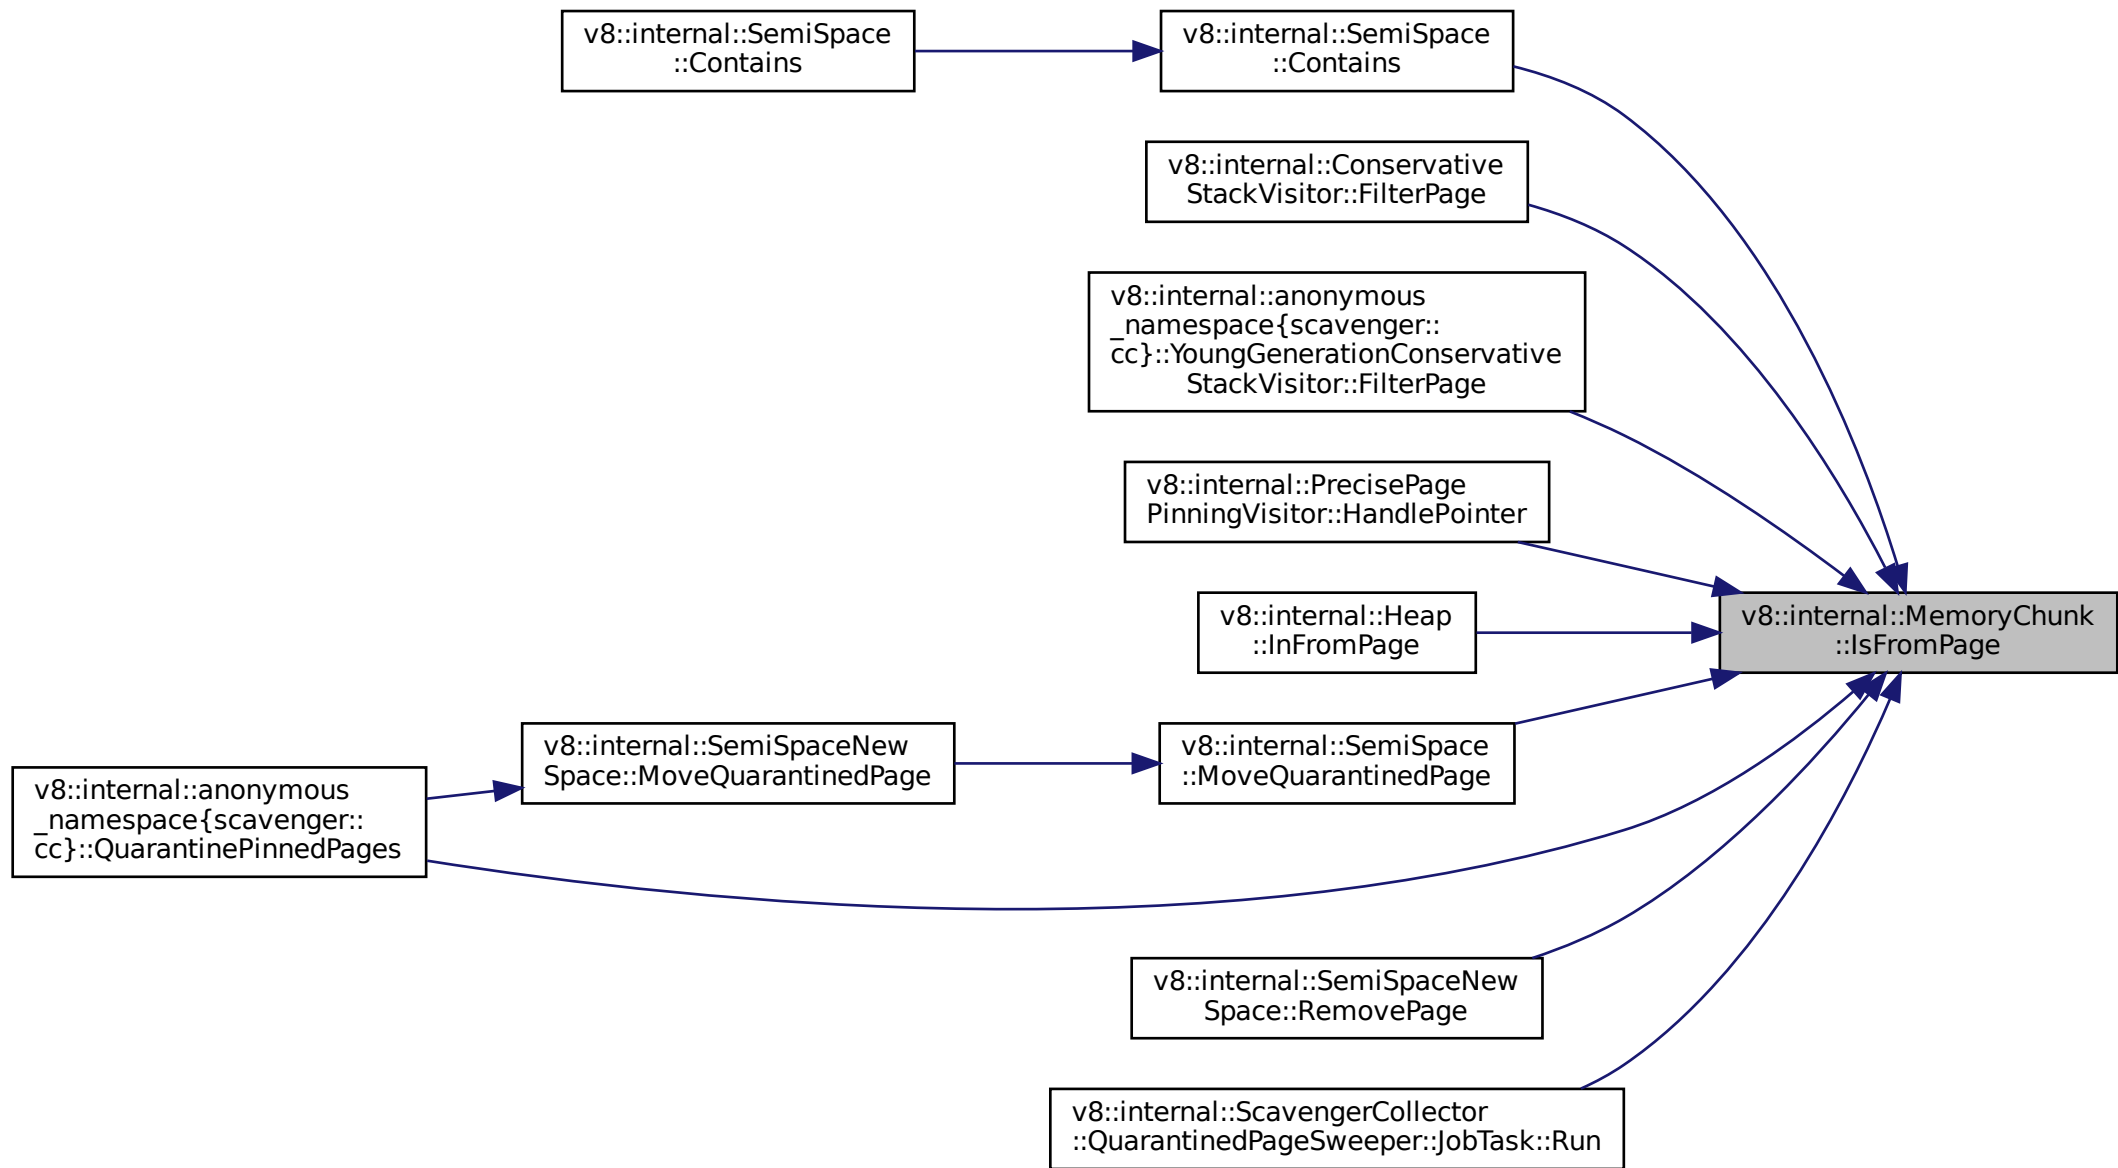 v8::internal::SemiSpace
::Contains
v8::internal::SemiSpace
::Contains
v8::internal::Conservative
StackVisitor::FilterPage
v8::internal::anonymous
_namespace{scavenger::
cc}::YoungGenerationConservative
StackVisitor::FilterPage
v8::internal::PrecisePage
PinningVisitor::HandlePointer
v8::internal::Heap
::InFromPage
v8::internal::MemoryChunk
::IsFromPage
v8::internal::SemiSpaceNew
Space::MoveQuarantinedPage
v8::internal::SemiSpace
::MoveQuarantinedPage
v8::internal::anonymous
_namespace{scavenger::
cc}::QuarantinePinnedPages
v8::internal::SemiSpaceNew
Space::RemovePage
v8::internal::ScavengerCollector
::QuarantinedPageSweeper::JobTask::Run